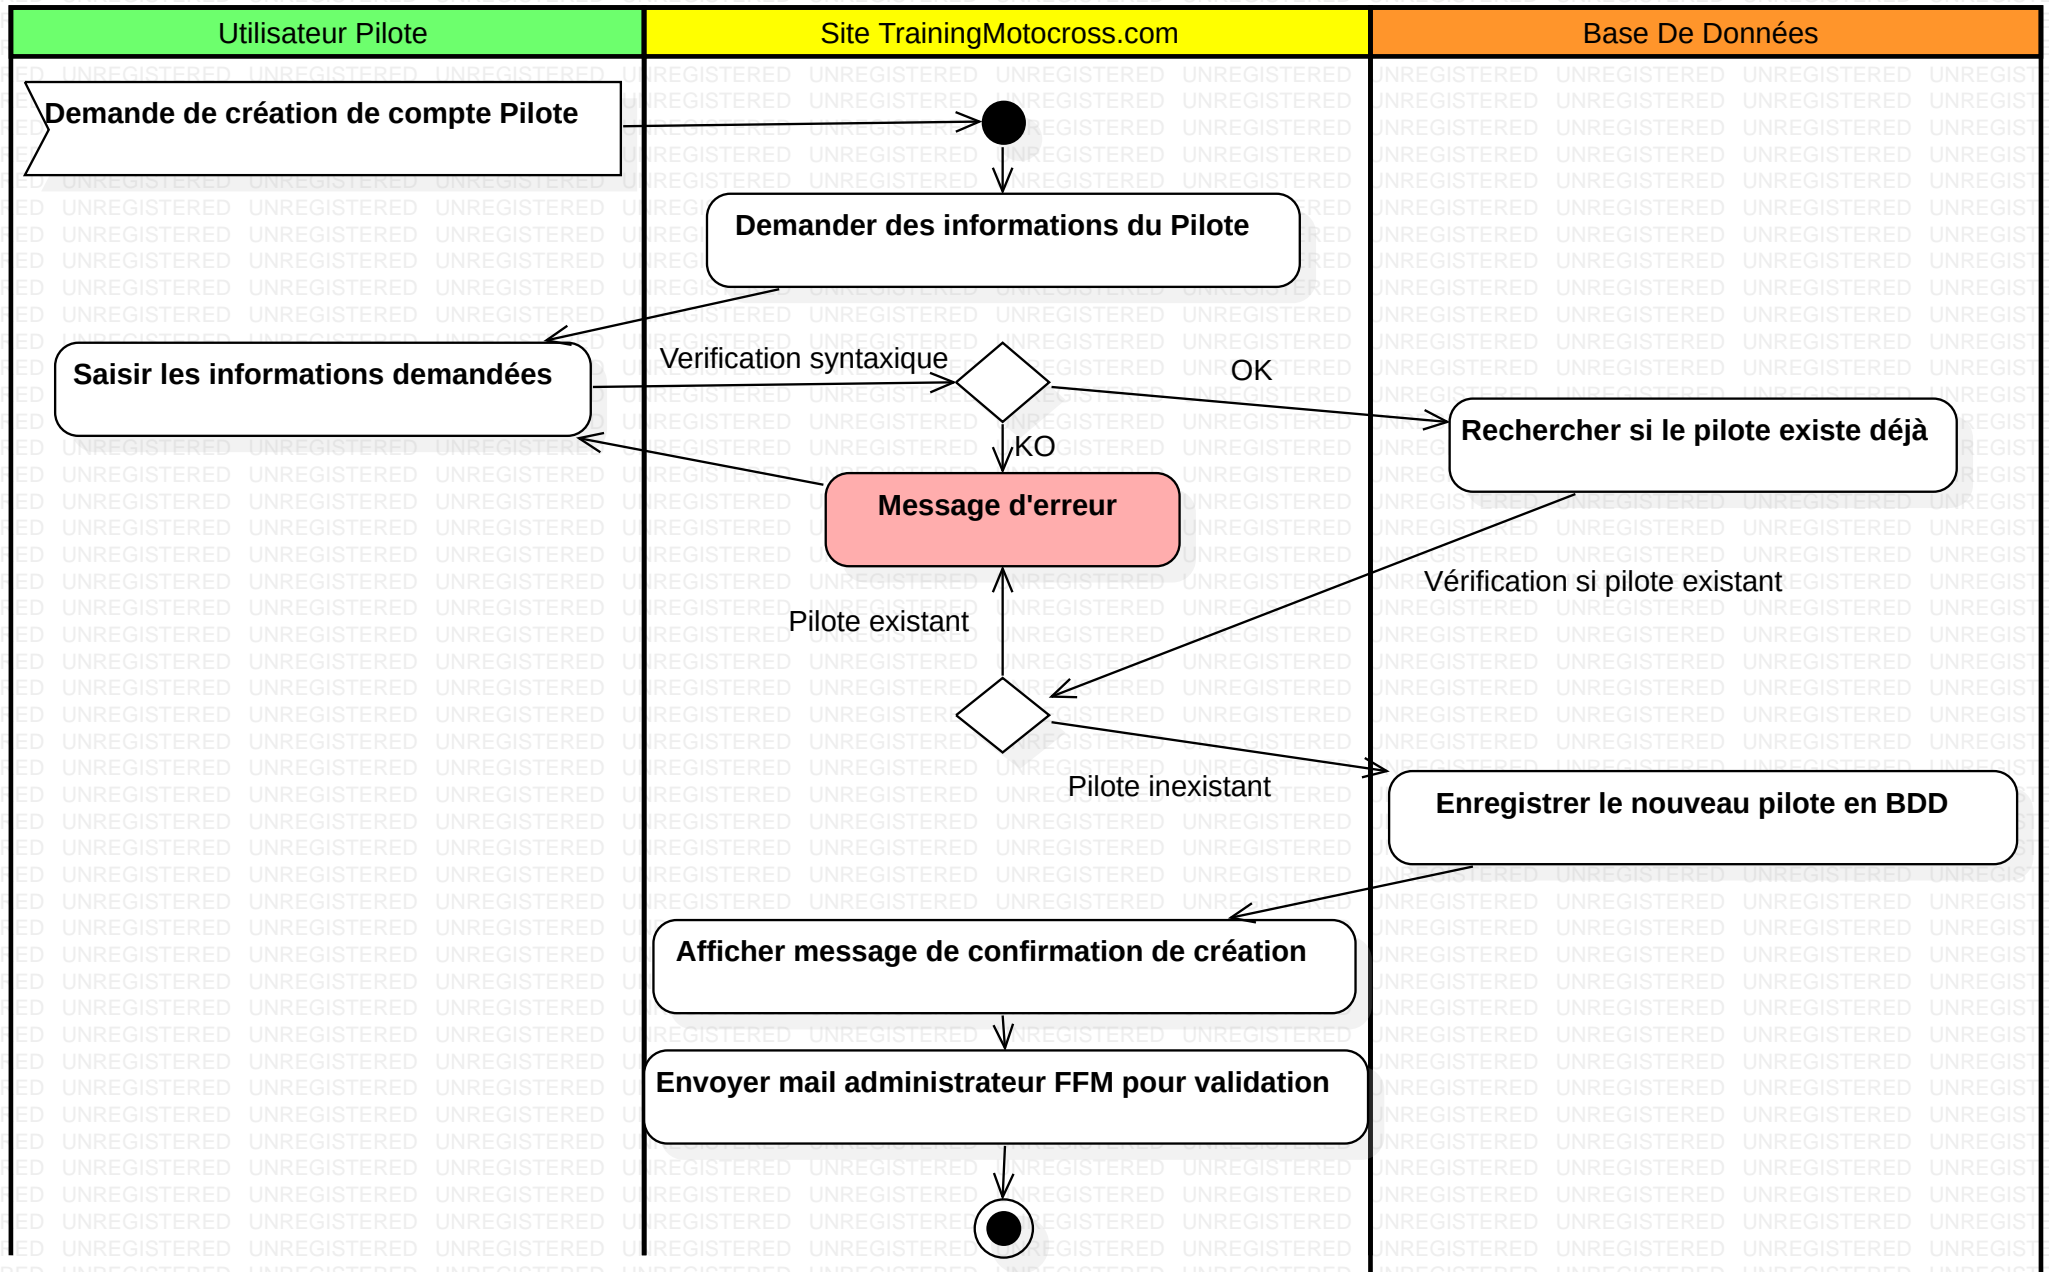 Utilisateur Pilote
Site TrainingMotocross.com
Base De Données
Demande de création de compte Pilote
Demander des informations du Pilote
Saisir les informations demandées
Verification syntaxique
OK
Rechercher si le pilote existe déjà
KO
Message d'erreur
Vérification si pilote existant
Pilote existant
Pilote inexistant
Enregistrer le nouveau pilote en BDD
Afficher message de confirmation de création
Envoyer mail administrateur FFM pour validation
UNREGISTERED